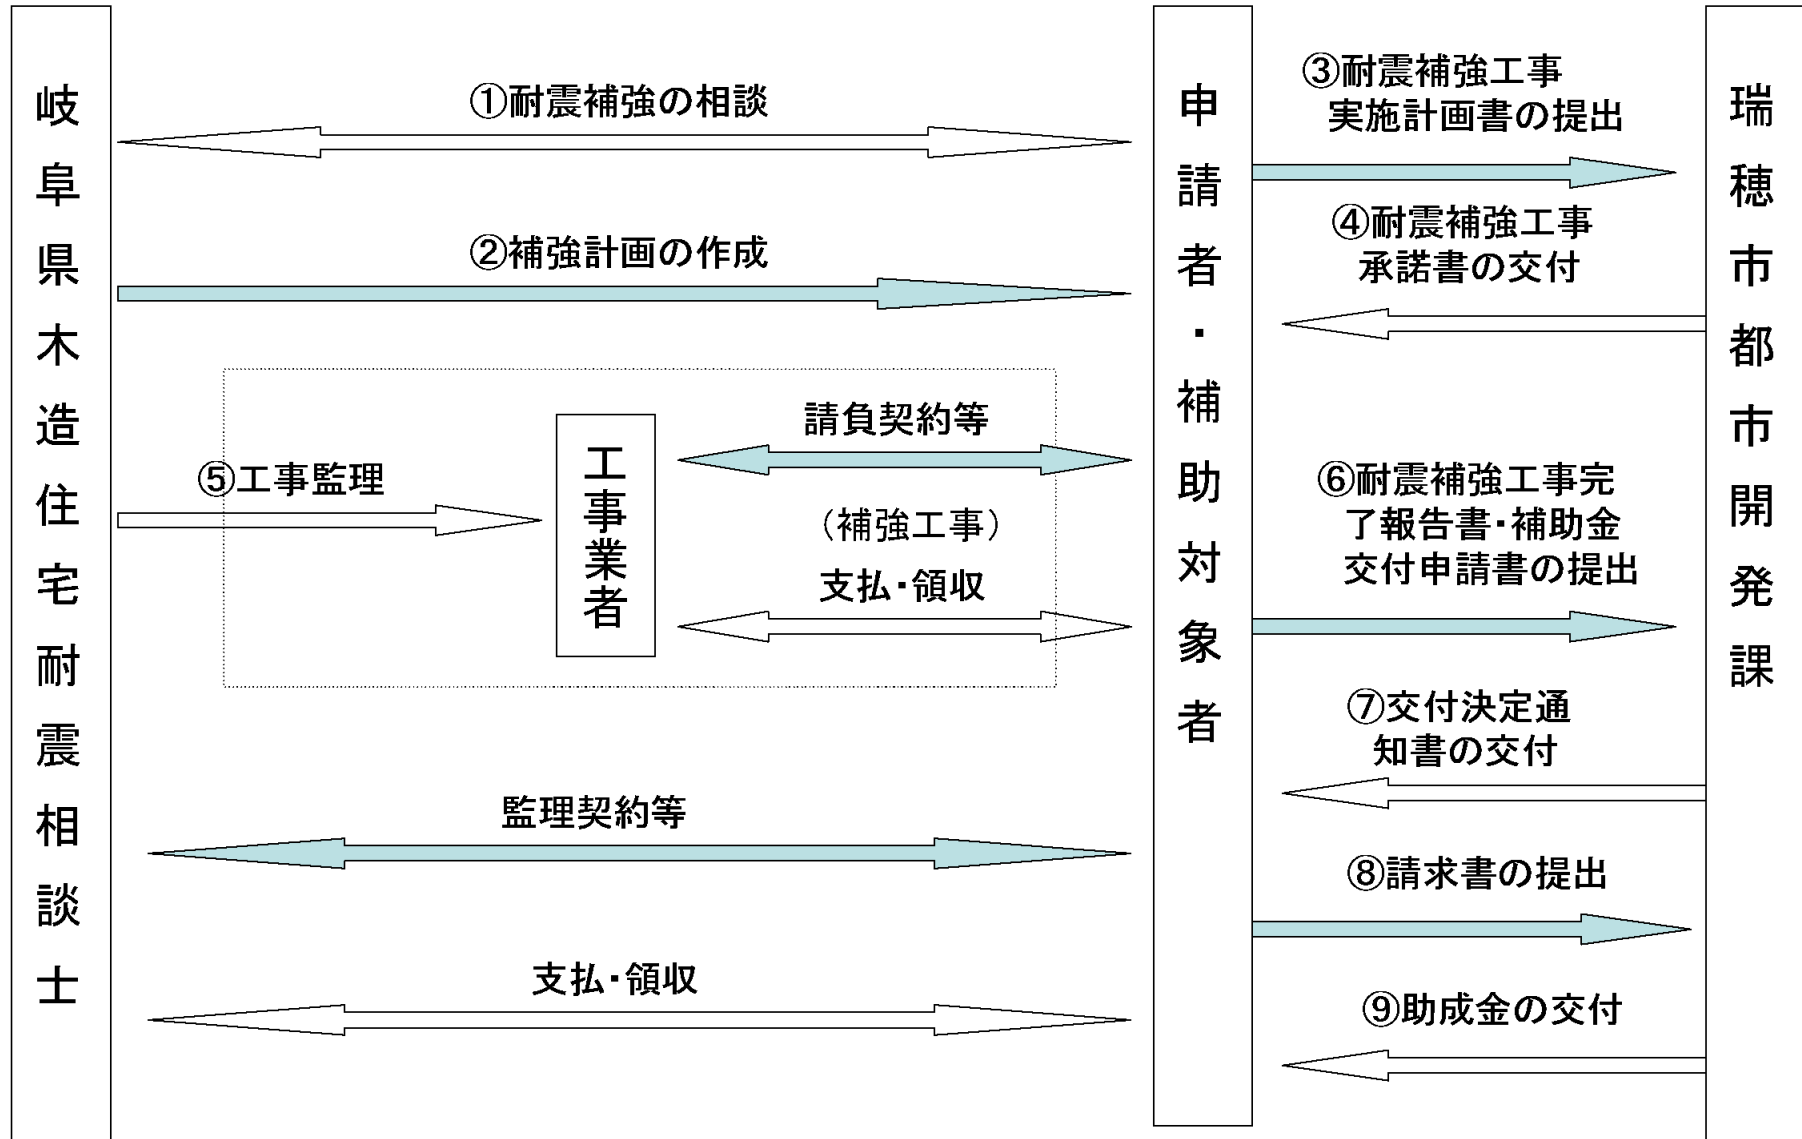 岐阜県木造住宅耐震相談士
①耐震補強の相談
②補強計画の作成
⑤工事監理
工事業者
請負契約等
（補強工事）
支払・領収
監理契約等
支払・領収
申請者・補助対象者
③耐震補強工事
実施計画書の提出
④耐震補強工事
承諾書の交付
⑥耐震補強工事完
了報告書・補助金
交付申請書の提出
⑦交付決定通
知書の交付
⑧請求書の提出
⑨助成金の交付
瑞穂市都市開発課